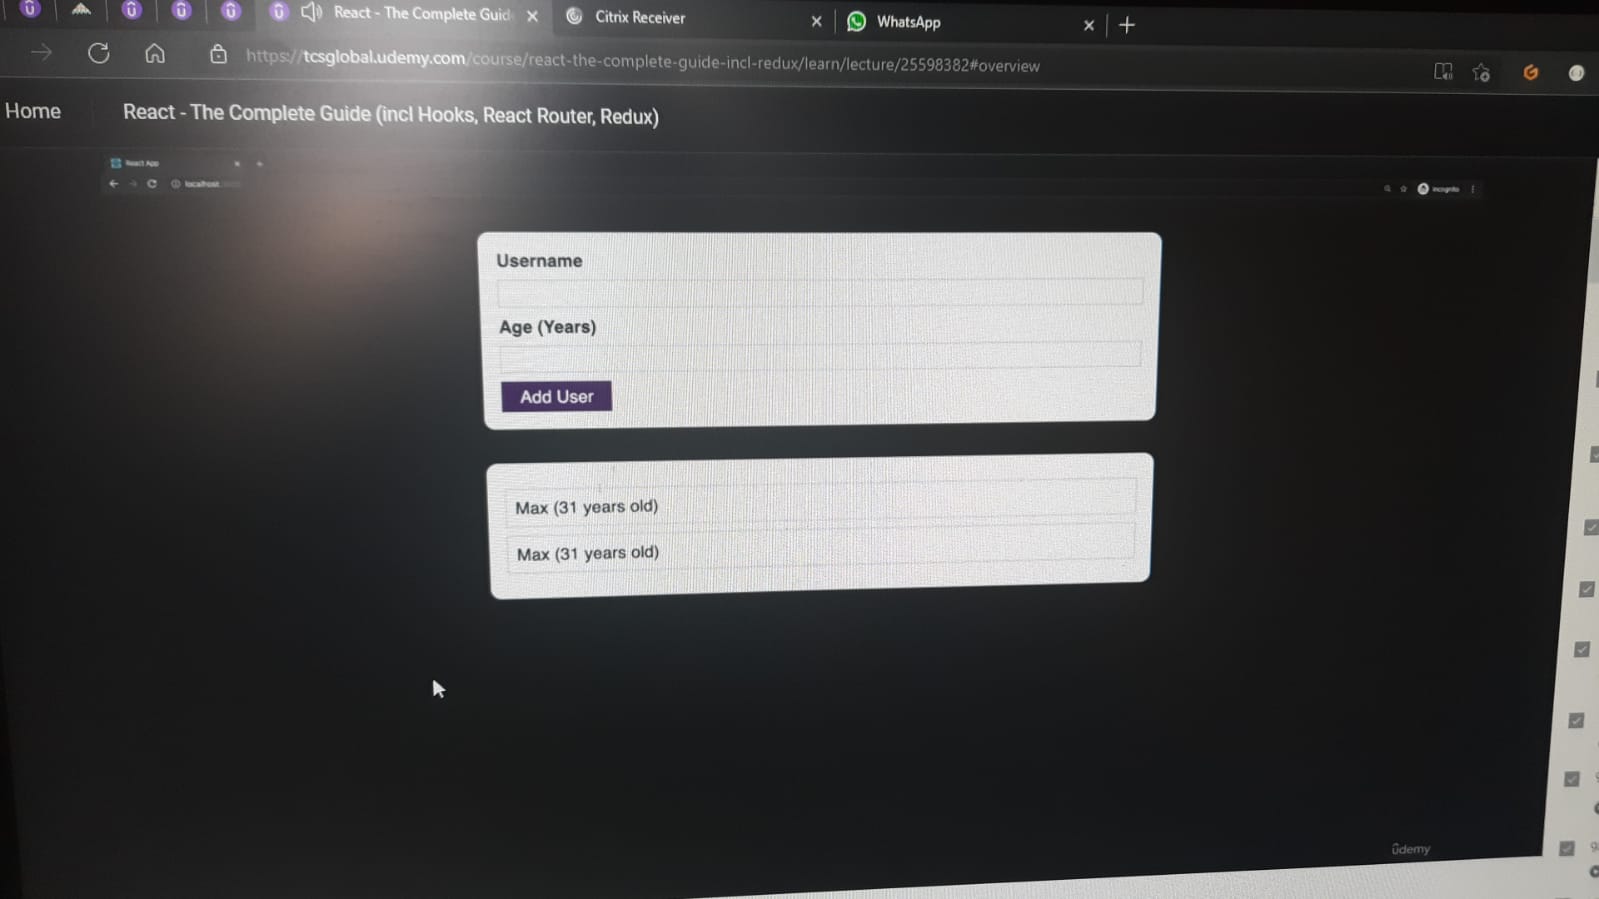 React - The Complete Guid
Citrix Receiver
WhatsApp
https://tcsglobal.udemy.com/course/react-the-complete-guide-incl-redux/learn/lecture/25598382#overview
Home
React - The Complete Guide (incl Hooks, React Router, Redux)
React App
localhost
Incognito
Username
Age (Years)
Add User
Max (31 years old)
Max (31 years old)
ûdemy